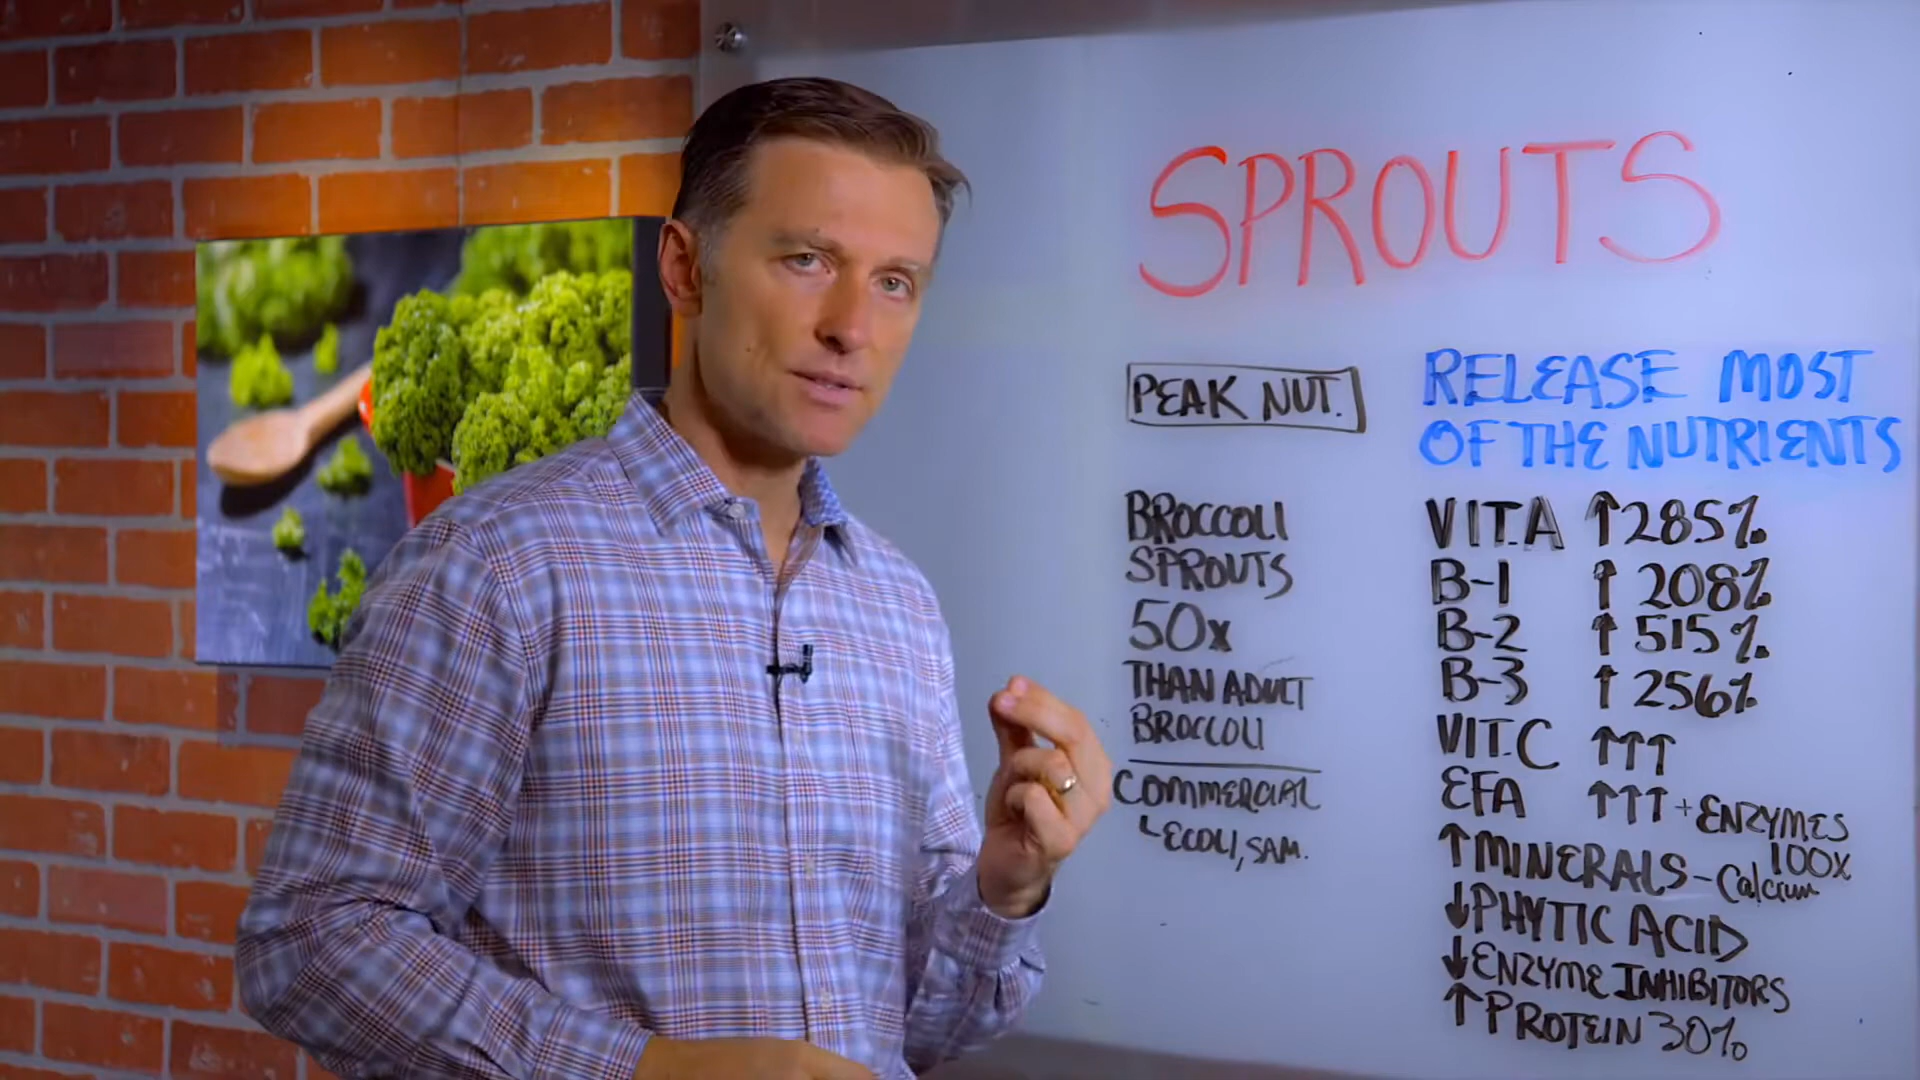 SPROUTS
PEAK NUT.
BROCCOLI
SPROUTS
50x
THAN ADULT
BROCCOLI
COMMERCIAL
ECOLI, SAM.
RELEASE MOST
OF THE NUTRIENTS
VIT.A ↑285%
B-1 ↑ 208%
B-2 ↑ 515%
B-3 ↑ 256%
VIT.C ↑↑↑
EFA ↑↑↑ + ENZYMES
100x
↑MINERALS - Calcium
↓PHYTIC ACID
↓ENZYME INHIBITORS
↑PROTEIN 30%